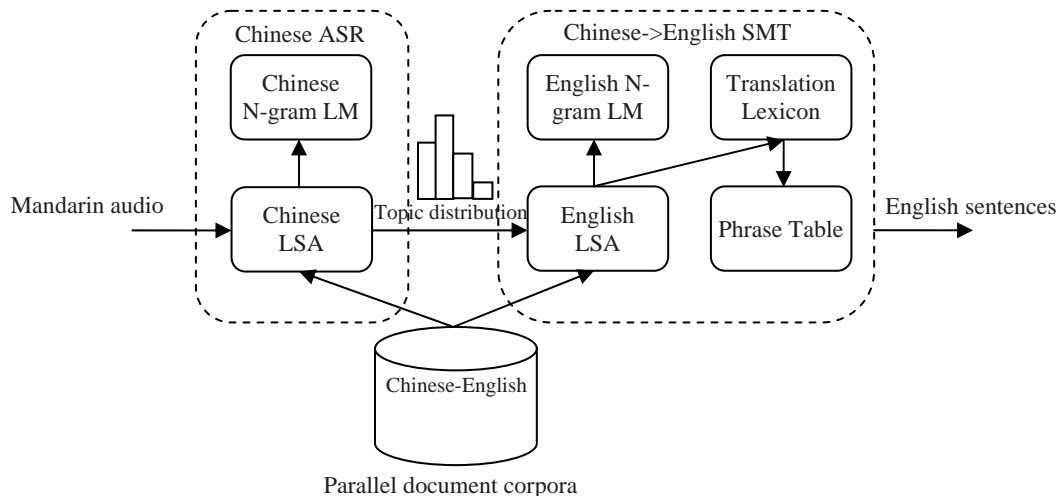 Chinese ASR
Chinese->English SMT
Chinese
N-gram LM
English N-
gram LM
Translation
Lexicon
Mandarin audio
Chinese
LSA
Topic distribution
English
LSA
Phrase Table
English sentences
Chinese-English
Parallel document corpora